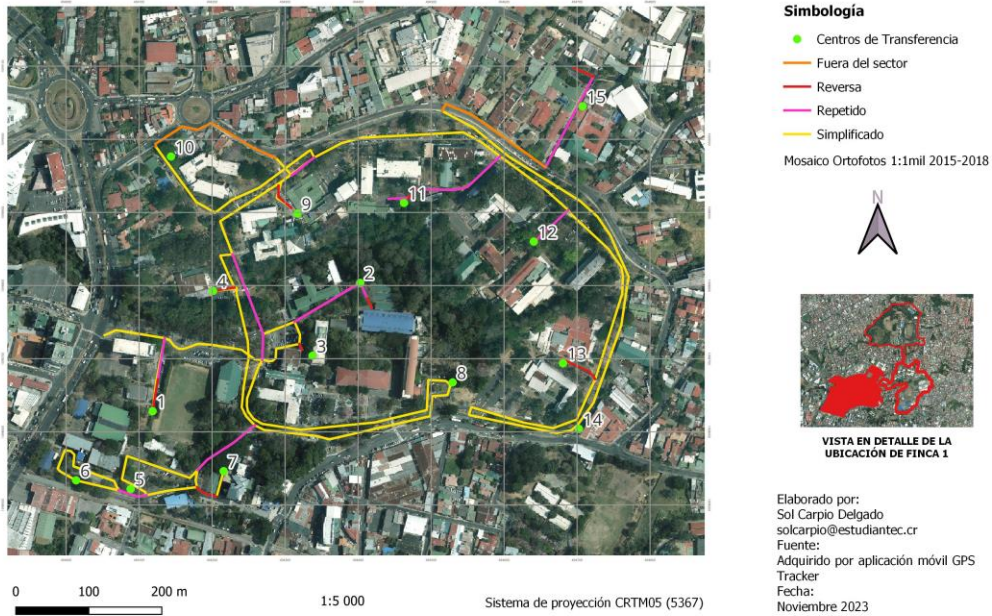 Simbología
Centros de Transferencia
Fuera del sector
Reversa
Repetido
Simplificado
Mosaico Ortofotos 1:1mil 2015-2018
N
10
15
9
11
12
4
2
3
13
8
1
14
7
6
5
VISTA EN DETALLE DE LA
UBICACIÓN DE FINCA 1
Elaborado por:
Sol Carpio Delgado
solcarpio@estudiantec.cr
Fuente:
Adquirido por aplicación móvil GPS
Tracker
Fecha:
Noviembre 2023
0 100 200 m
1:5 000
Sistema de proyección CRTM05 (5367)